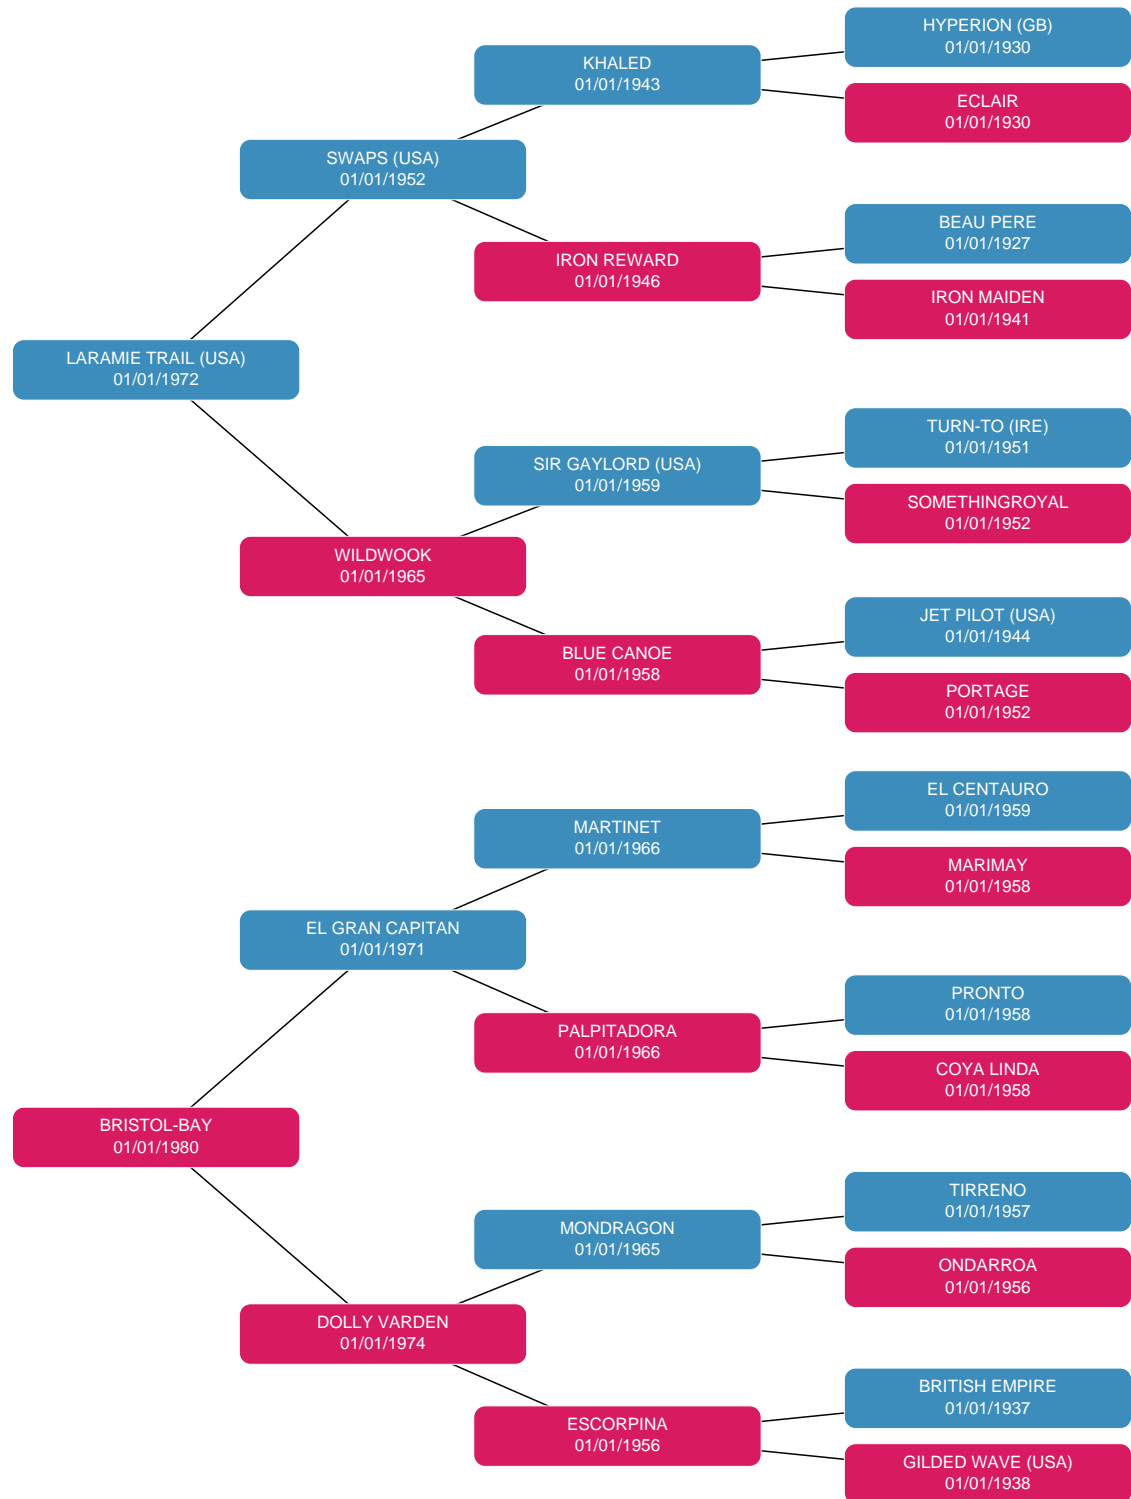 HYPERION (GB)
01/01/1930
KHALED
01/01/1943
ECLAIR
01/01/1930
SWAPS (USA)
01/01/1952
BEAU PERE
01/01/1927
IRON REWARD
01/01/1946
IRON MAIDEN
01/01/1941
LARAMIE TRAIL (USA)
01/01/1972
TURN-TO (IRE)
01/01/1951
SIR GAYLORD (USA)
01/01/1959
SOMETHINGROYAL
01/01/1952
WILDWOOK
01/01/1965
JET PILOT (USA)
01/01/1944
BLUE CANOE
01/01/1958
PORTAGE
01/01/1952
EL CENTAURO
01/01/1959
MARTINET
01/01/1966
MARIMAY
01/01/1958
EL GRAN CAPITAN
01/01/1971
PRONTO
01/01/1958
PALPITADORA
01/01/1966
COYA LINDA
01/01/1958
BRISTOL-BAY
01/01/1980
TIRRENO
01/01/1957
MONDRAGON
01/01/1965
ONDARROA
01/01/1956
DOLLY VARDEN
01/01/1974
BRITISH EMPIRE
01/01/1937
ESCORPINA
01/01/1956
GILDED WAVE (USA)
01/01/1938